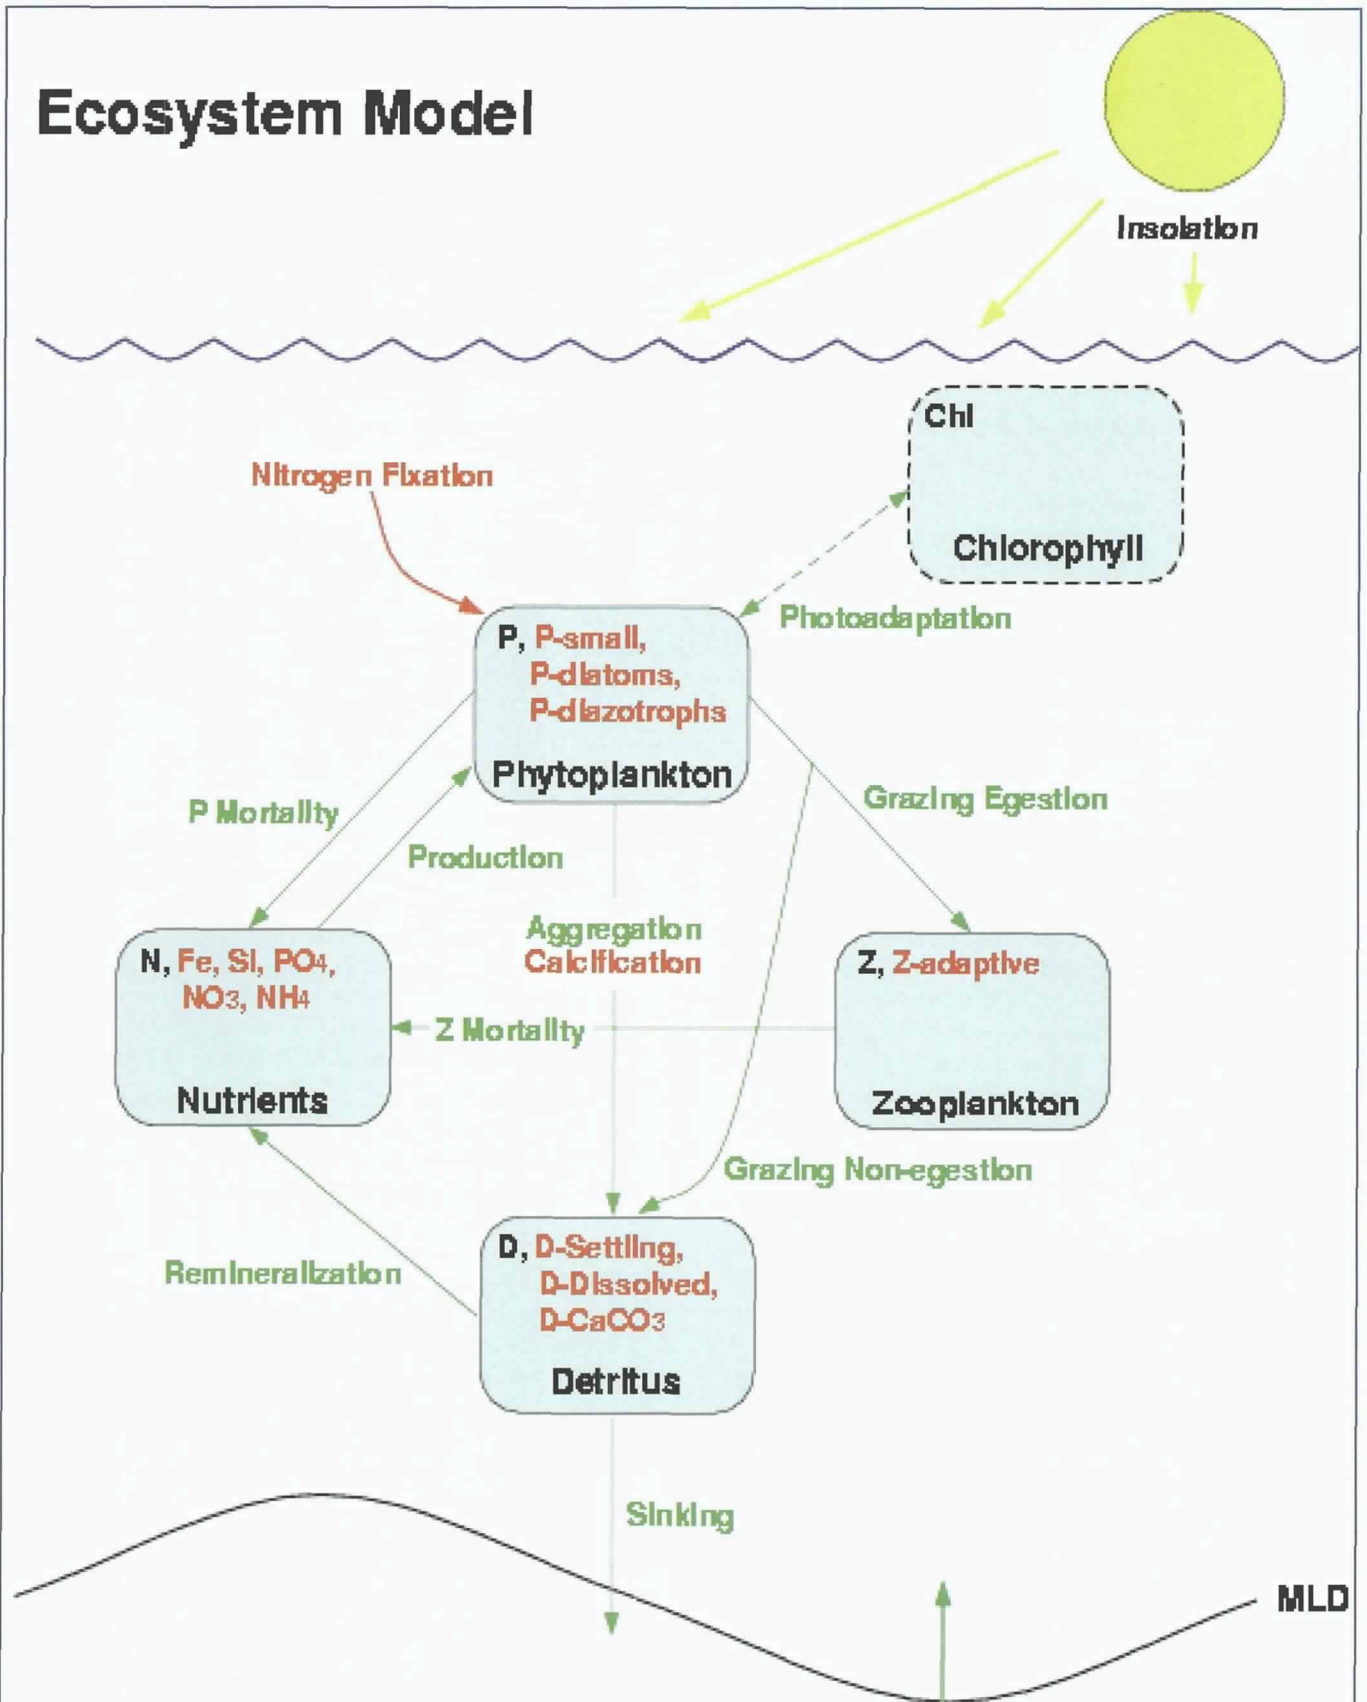 Ecosystem Model
Insolation
Chl
Chlorophyll
Nitrogen Fixation
Photoadaptation
P, P-small,
P-diatoms,
P-diazotrophs
Phytoplankton
P Mortality
Grazing Egestion
Production
Aggregation
Calcification
N, Fe, Si, PO4,
NO3, NH4
Nutrients
Z, Z-adaptive
Zooplankton
Z Mortality
Grazing Non-egestion
Remineralization
D, D-Settling,
D-Dissolved,
D-CaCO3
Detritus
Sinking
MLD